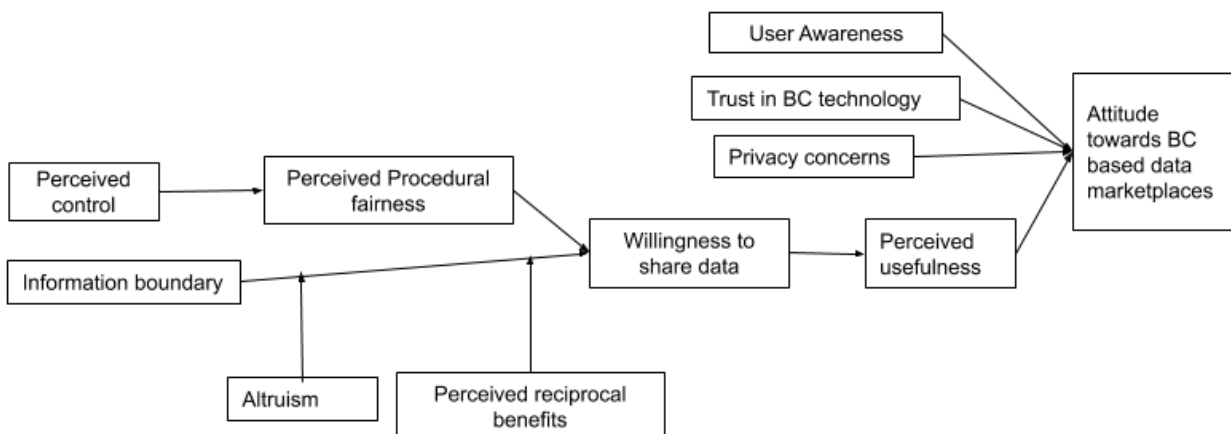 User Awareness
Trust in BC technology
Privacy concerns
Attitude
towards BC
based data
marketplaces
Perceived
control
Perceived Procedural
fairness
Willingness to
share data
Perceived
usefulness
Information boundary
Altruism
Perceived reciprocal
benefits